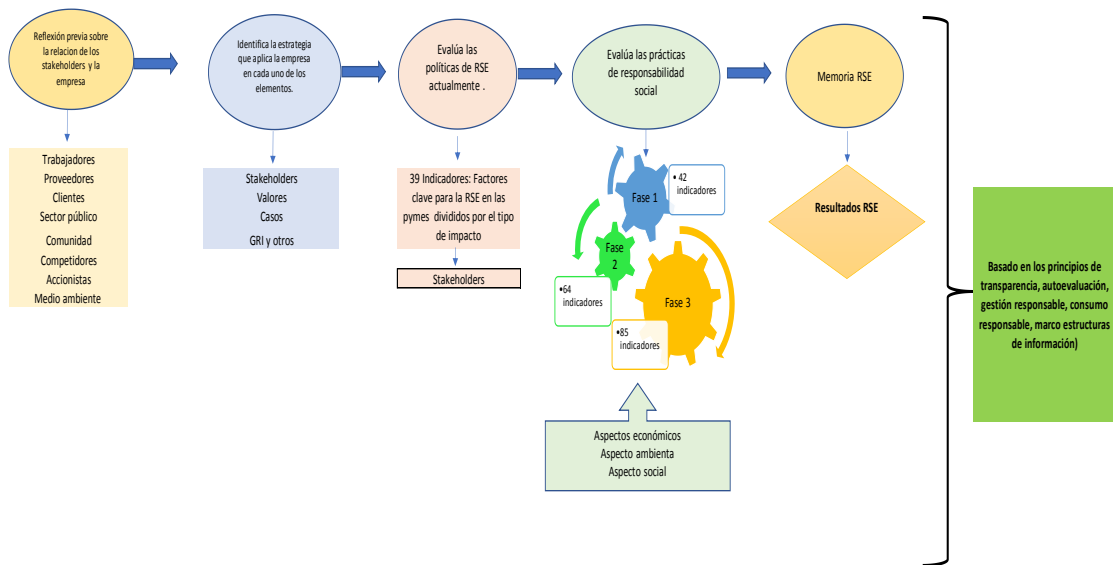 Reflexión previa sobre
la relacion de los
stakeholders y la
empresa
Identifica la estrategia
que aplica la empresa
en cada uno de los
elementos.
Evalúa las
políticas de RSE
actualmente .
Evalúa las prácticas
de responsabilidad
social
Memoria RSE
Trabajadores
Proveedores
Clientes
Sector público
Comunidad
Competidores
Accionistas
Medio ambiente
Stakeholders
Valores
Casos
GRI y otros
39 Indicadores: Factores
clave para la RSE en las
pymes divididos por el tipo
de impacto
Stakeholders
Fase 1
• 42
indicadores
Fase
2
•64
indicadores
Fase 3
•85
indicadores
Aspectos económicos
Aspecto ambienta
Aspecto social
Resultados RSE
Basado en los principios de
transparencia, autoevaluación,
gestión responsable, consumo
responsable, marco estructuras
de información)